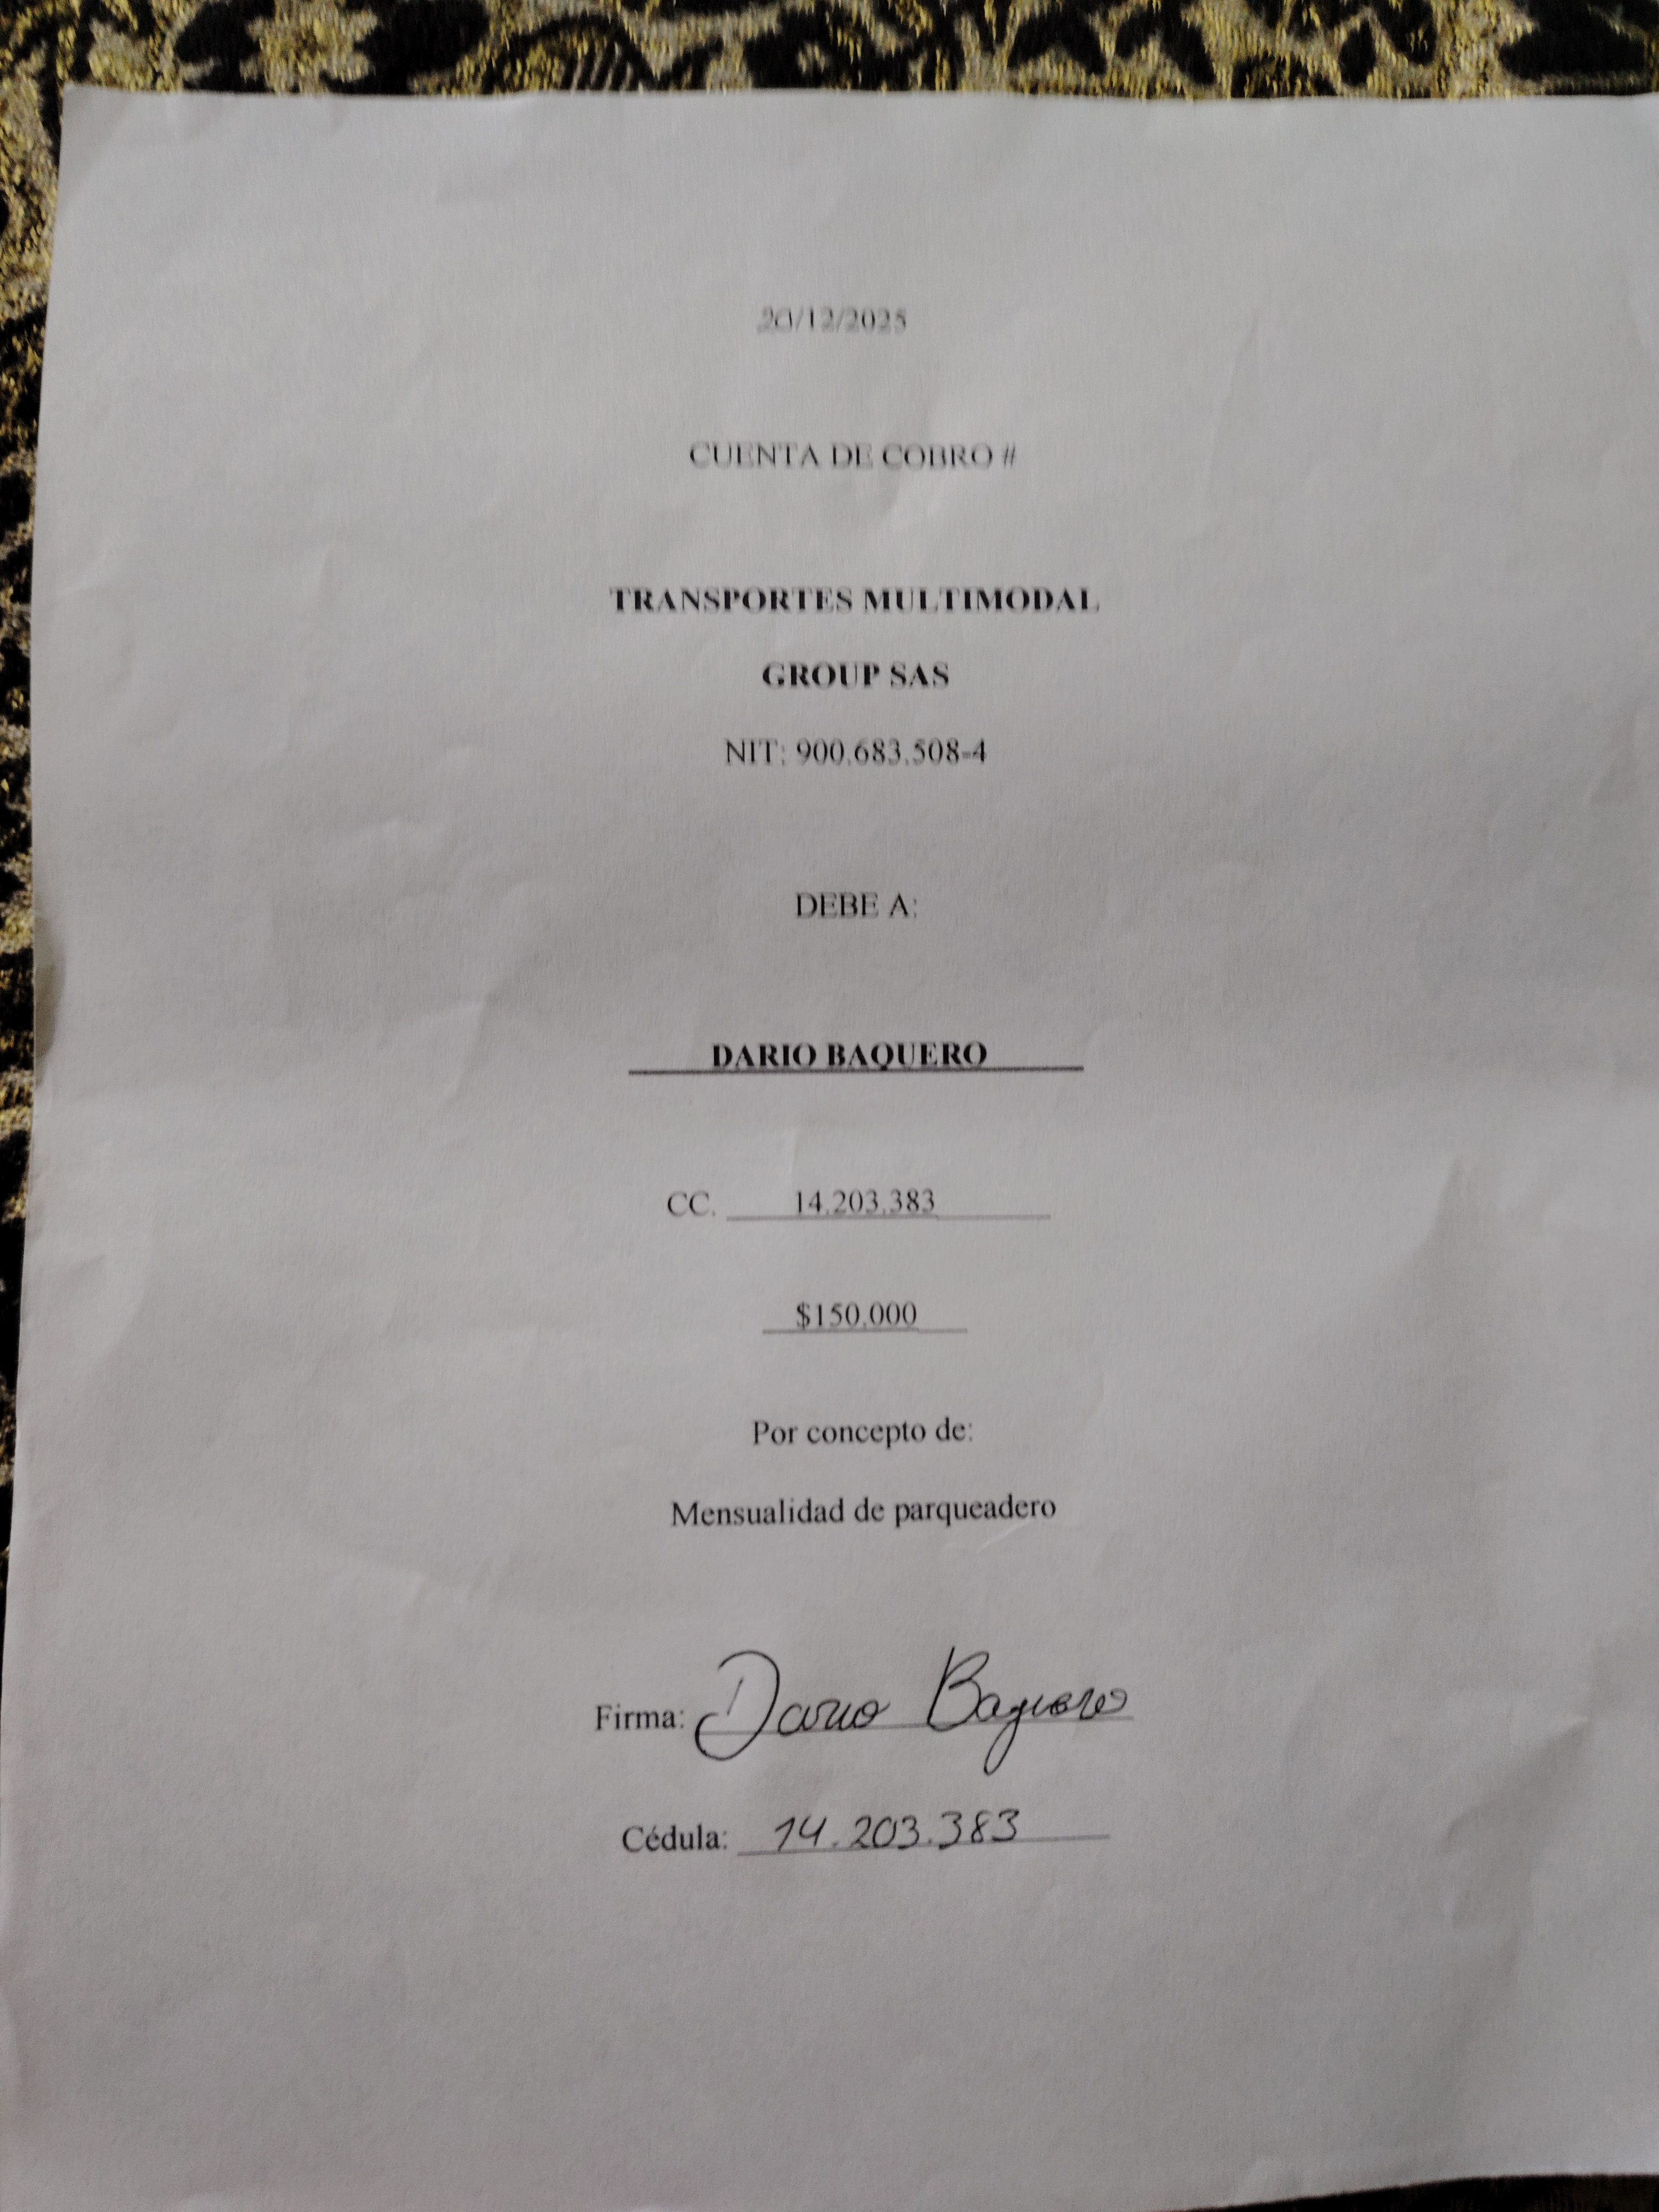 20/12/2025
CUENTA DE COBRO #
TRANSPORTES MULTIMODAL
GROUP SAS
NIT: 900.683.508-4
DEBE A:
DARIO BAQUERO
CC. 14.203.383
$150.000
Por concepto de:
Mensualidad de parqueadero
Firma: Dario Baquero
Cédula: 14.203.383